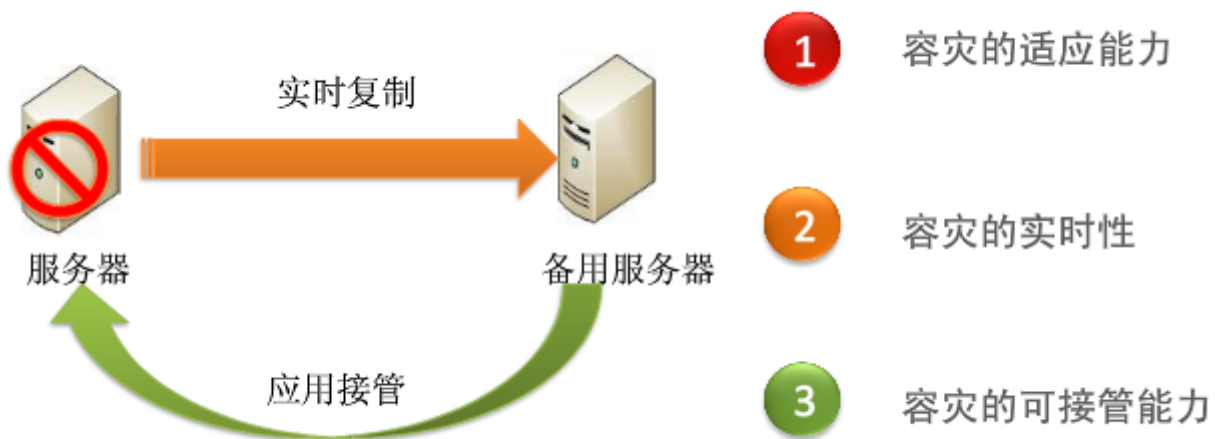 实时复制
服务器
备用服务器
应用接管
1 容灾的适应能力
2 容灾的实时性
3 容灾的可接管能力